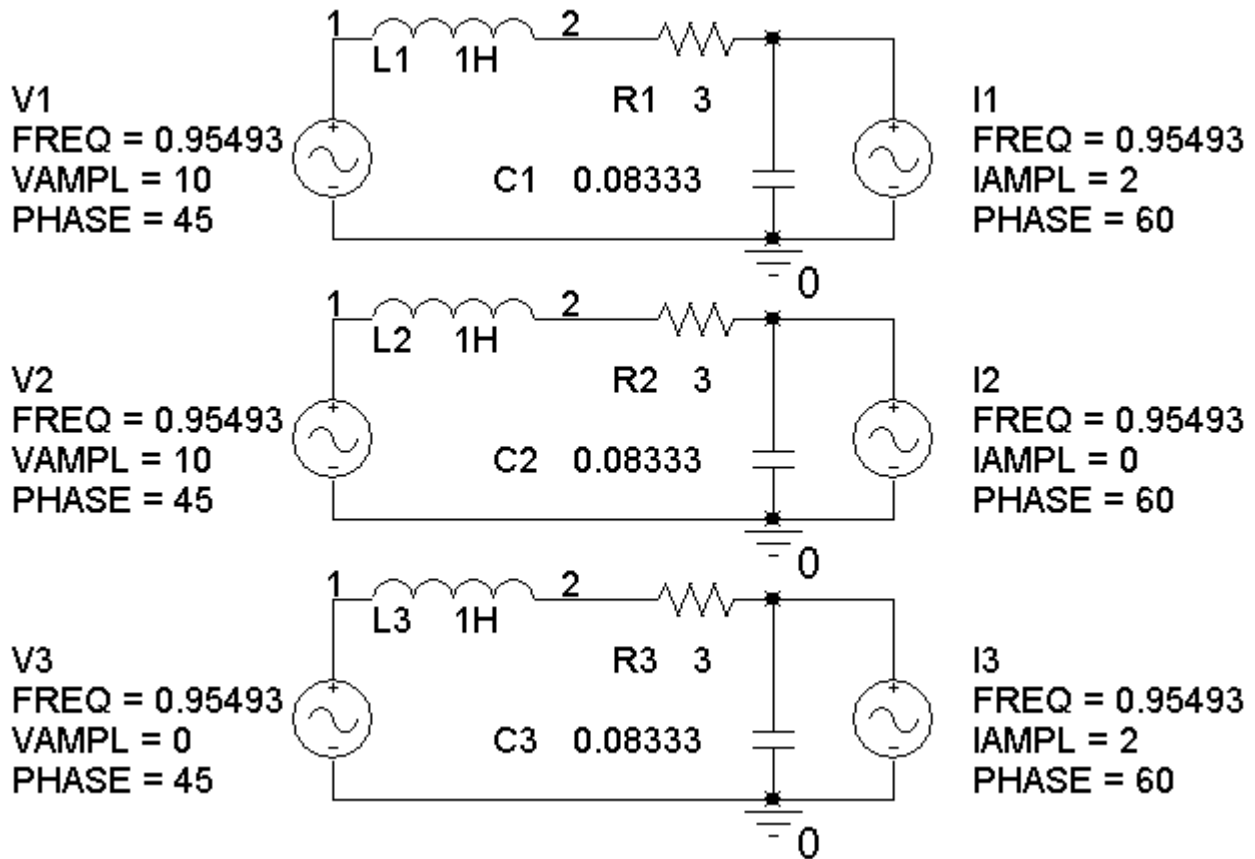 1 2
L1 1H
V1
FREQ = 0.95493
VAMPL = 10
PHASE = 45
R1 3
C1 0.08333
I1
FREQ = 0.95493
IAMPL = 2
PHASE = 60
0
1 2
L2 1H
V2
FREQ = 0.95493
VAMPL = 10
PHASE = 45
R2 3
C2 0.08333
I2
FREQ = 0.95493
IAMPL = 0
PHASE = 60
0
1 2
L3 1H
V3
FREQ = 0.95493
VAMPL = 0
PHASE = 45
R3 3
C3 0.08333
I3
FREQ = 0.95493
IAMPL = 2
PHASE = 60
0